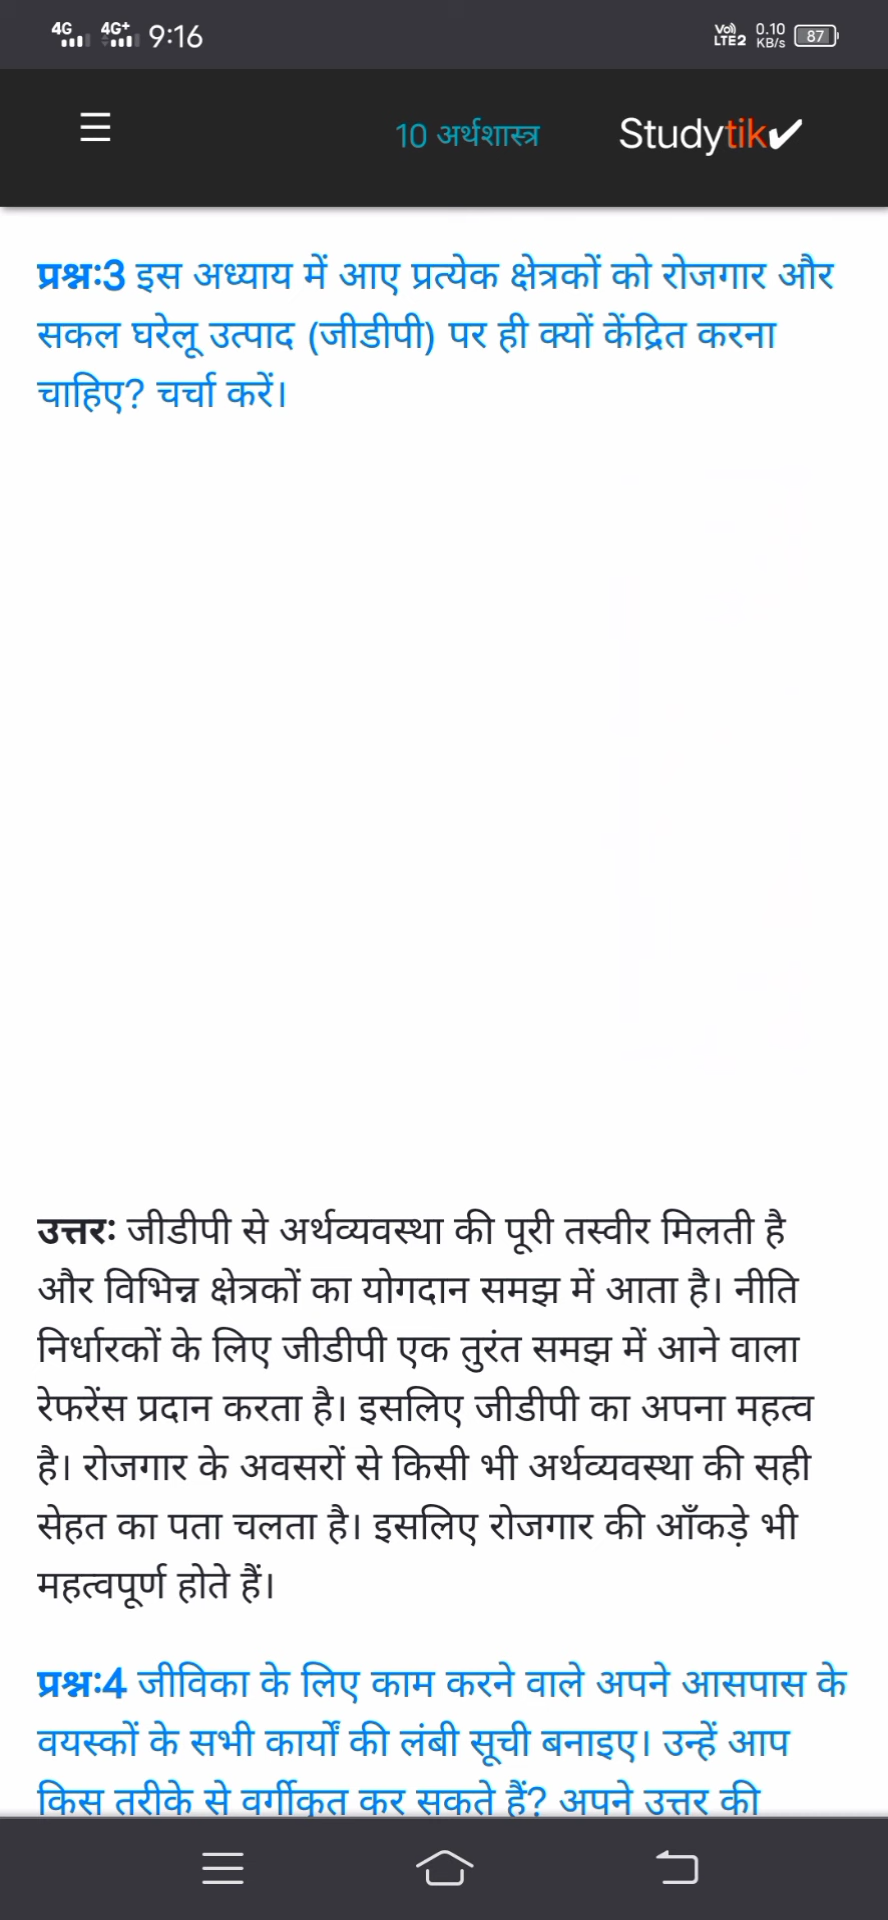 4G 4G+ 9:16 Vo) LTE2 0.10 KB/s 87
10 अर्थशास्त्र Studytik
प्रश्न:3 इस अध्याय में आए प्रत्येक क्षेत्रकों को रोजगार और
सकल घरेलू उत्पाद (जीडीपी) पर ही क्यों केंद्रित करना
चाहिए? चर्चा करें।
उत्तर: जीडीपी से अर्थव्यवस्था की पूरी तस्वीर मिलती है
और विभिन्न क्षेत्रकों का योगदान समझ में आता है। नीति
निर्धारकों के लिए जीडीपी एक तुरंत समझ में आने वाला
रेफरेंस प्रदान करता है। इसलिए जीडीपी का अपना महत्व
है। रोजगार के अवसरों से किसी भी अर्थव्यवस्था की सही
सेहत का पता चलता है। इसलिए रोजगार की आँकड़े भी
महत्वपूर्ण होते हैं।
प्रश्न:4 जीविका के लिए काम करने वाले अपने आसपास के
वयस्कों के सभी कार्यों की लंबी सूची बनाइए। उन्हें आप
किस तरीके से वर्गीकृत कर सकते हैं? अपने उत्तर की